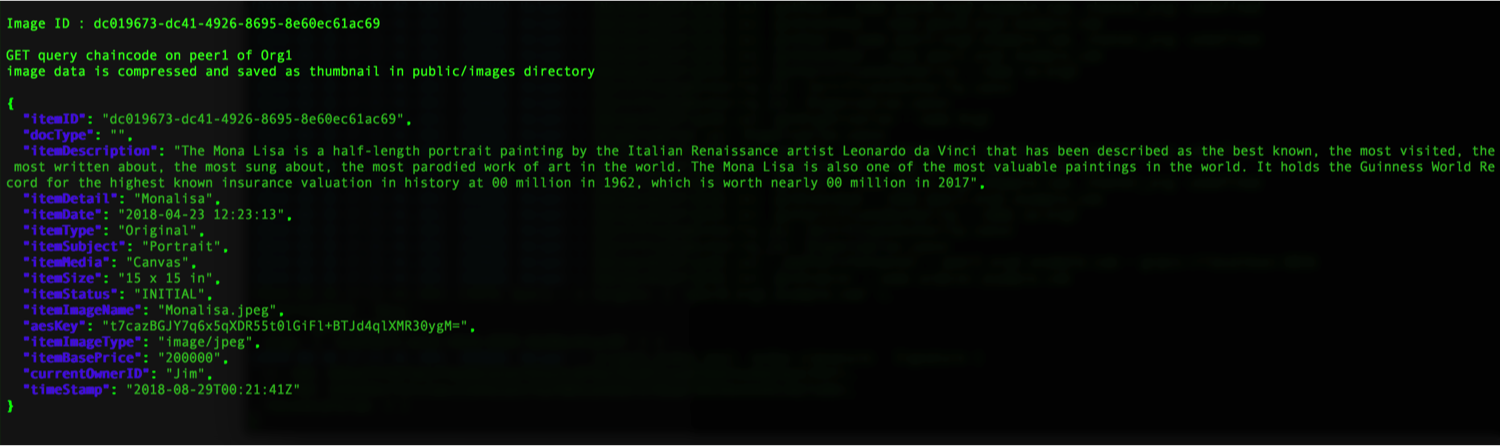 Image ID : dc019673-dc41-4926-8695-8e60ec61ac69
GET query chaincode on peer1 of Org1
image data is compressed and saved as thumbnail in public/images directory
{
"itemID": "dc019673-dc41-4926-8695-8e60ec61ac69",
"docType": "",
"itemDescription": "The Mona Lisa is a half-length portrait painting by the Italian Renaissance artist Leonardo da Vinci that has been described as the best known, the most visited, the
most written about, the most sung about, the most parodied work of art in the world. The Mona Lisa is also one of the most valuable paintings in the world. It holds the Guinness World Re
cord for the highest known insurance valuation in history at 00 million in 1962, which is worth nearly 00 million in 2017",
"itemDetail": "Monalisa",
"itemDate": "2018-04-23 12:23:13",
"itemType": "Original",
"itemSubject": "Portrait",
"itemMedia": "Canvas",
"itemSize": "15 x 15 in",
"itemStatus": "INITIAL",
"itemImageName": "Monalisa.jpeg",
"aesKey": "t7cazBGJY7q6x5qXDR55t0lGiFl+BTJd4qlXMR30ygM=",
"itemImageType": "image/jpeg",
"itemBasePrice": "200000",
"currentOwnerID": "Jim",
"timeStamp": "2018-08-29T00:21:41Z"
}